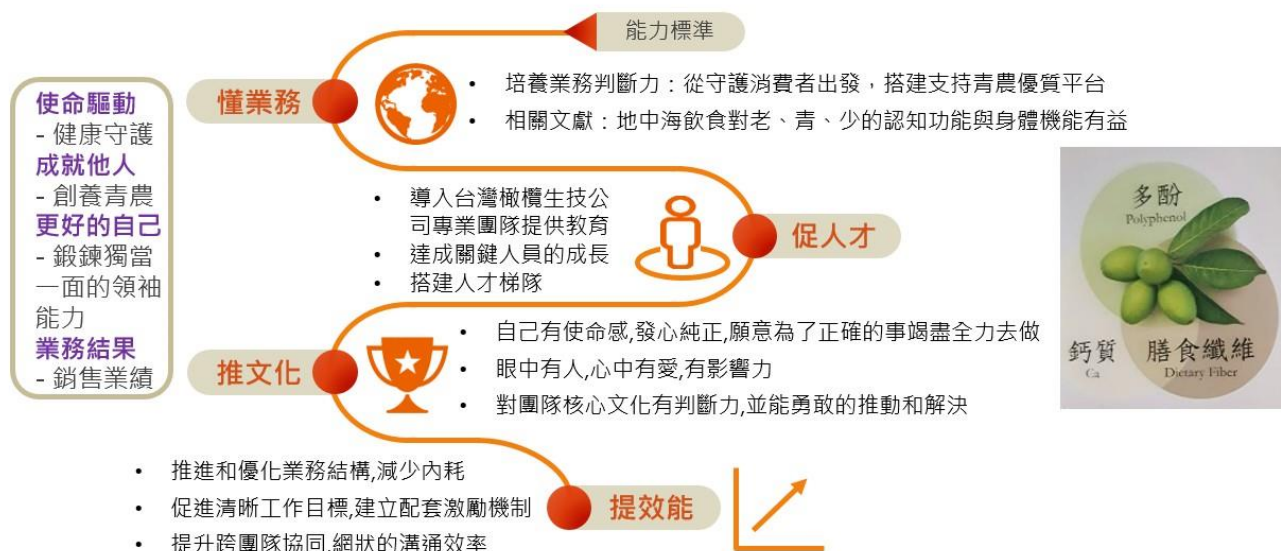 能力標準
使命驅動
- 健康守護
成就他人
- 創養青農
更好的自己
- 鍛鍊獨當
一面的領袖
能力
業務結果
- 銷售業績
懂業務
• 培養業務判斷力：從守護消費者出發，搭建支持青農優質平台
• 相關文獻：地中海飲食對老、青、少的認知功能與身體機能有益
• 導入台灣橄欖生技公
司專業團隊提供教育
• 達成關鍵人員的成長
• 搭建人才梯隊
促人才
推文化
• 自己有使命感,發心純正,願意為了正確的事竭盡全力去做
• 眼中有人,心中有愛,有影響力
• 對團隊核心文化有判斷力,並能勇敢的推動和解決
• 推進和優化業務結構,減少內耗
• 促進清晰工作目標,建立配套激勵機制
• 提升跨團隊協同,網狀的溝通效率
提效能
多酚
Polyphenol
鈣質
Ca
膳食纖維
Dietary Fiber